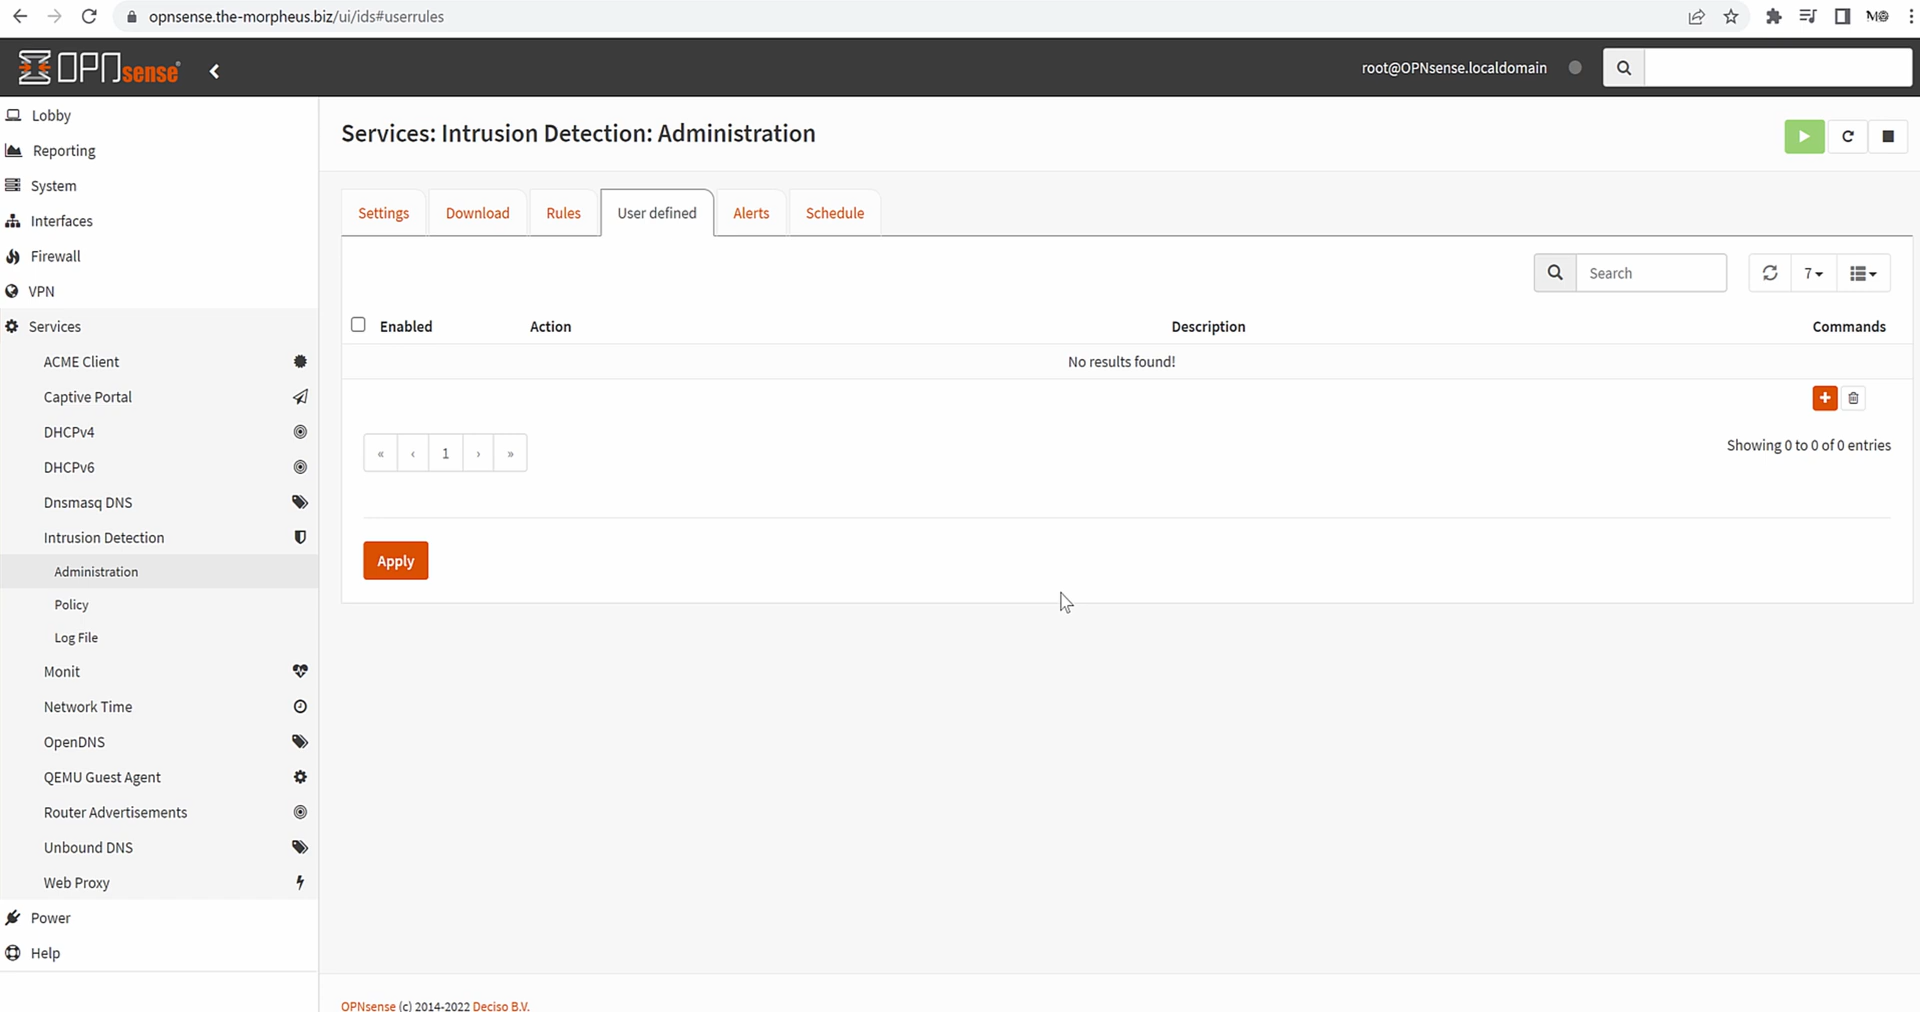 opnsense.the-morpheus.biz/ui/ids#userrules
OPNsense
root@OPNsense.localdomain
Lobby
Reporting
System
Interfaces
Firewall
VPN
Services
ACME Client
Captive Portal
DHCPv4
DHCPv6
Dnsmasq DNS
Intrusion Detection
Administration
Policy
Log File
Monit
Network Time
OpenDNS
QEMU Guest Agent
Router Advertisements
Unbound DNS
Web Proxy
Power
Help
Services: Intrusion Detection: Administration
Settings Download Rules User defined Alerts Schedule
Search 7
Enabled Action Description Commands
No results found!
« ‹ 1 › »
Showing 0 to 0 of 0 entries
Apply
OPNsense (c) 2014-2022 Deciso B.V.